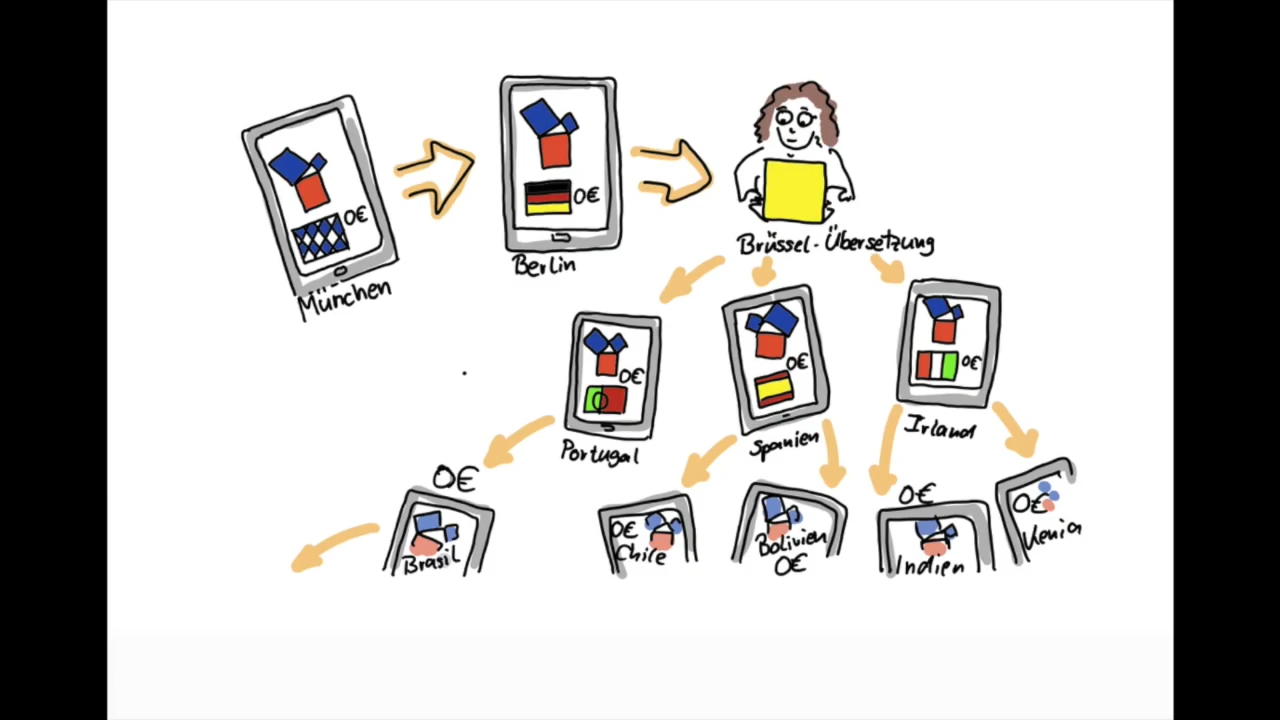 0€
München
0€
Berlin
Brüssel-Übersetzung
0€
Portugal
0€
Spanien
0€
Irland
0€
Brasil
0€
Chile
Bolivien
0€
0€
Indien
0€
Kenia